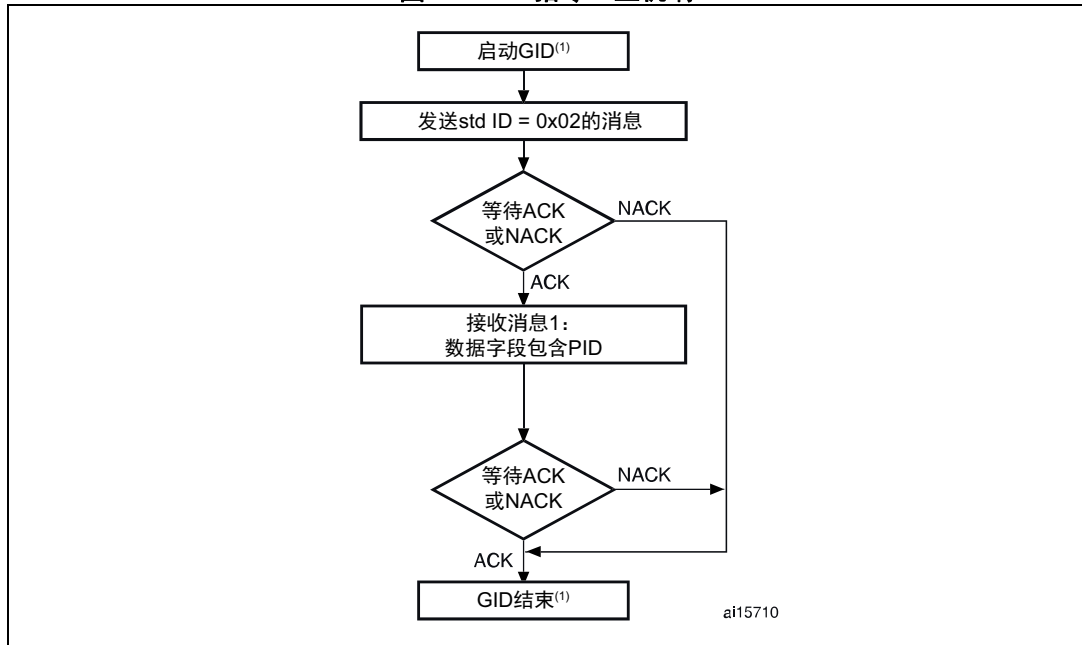 启动GID(1)
发送std ID = 0x02的消息
等待ACK
或NACK
NACK
ACK
接收消息1:
数据字段包含PID
等待ACK
或NACK
NACK
ACK
GID结束(1)
ai15710